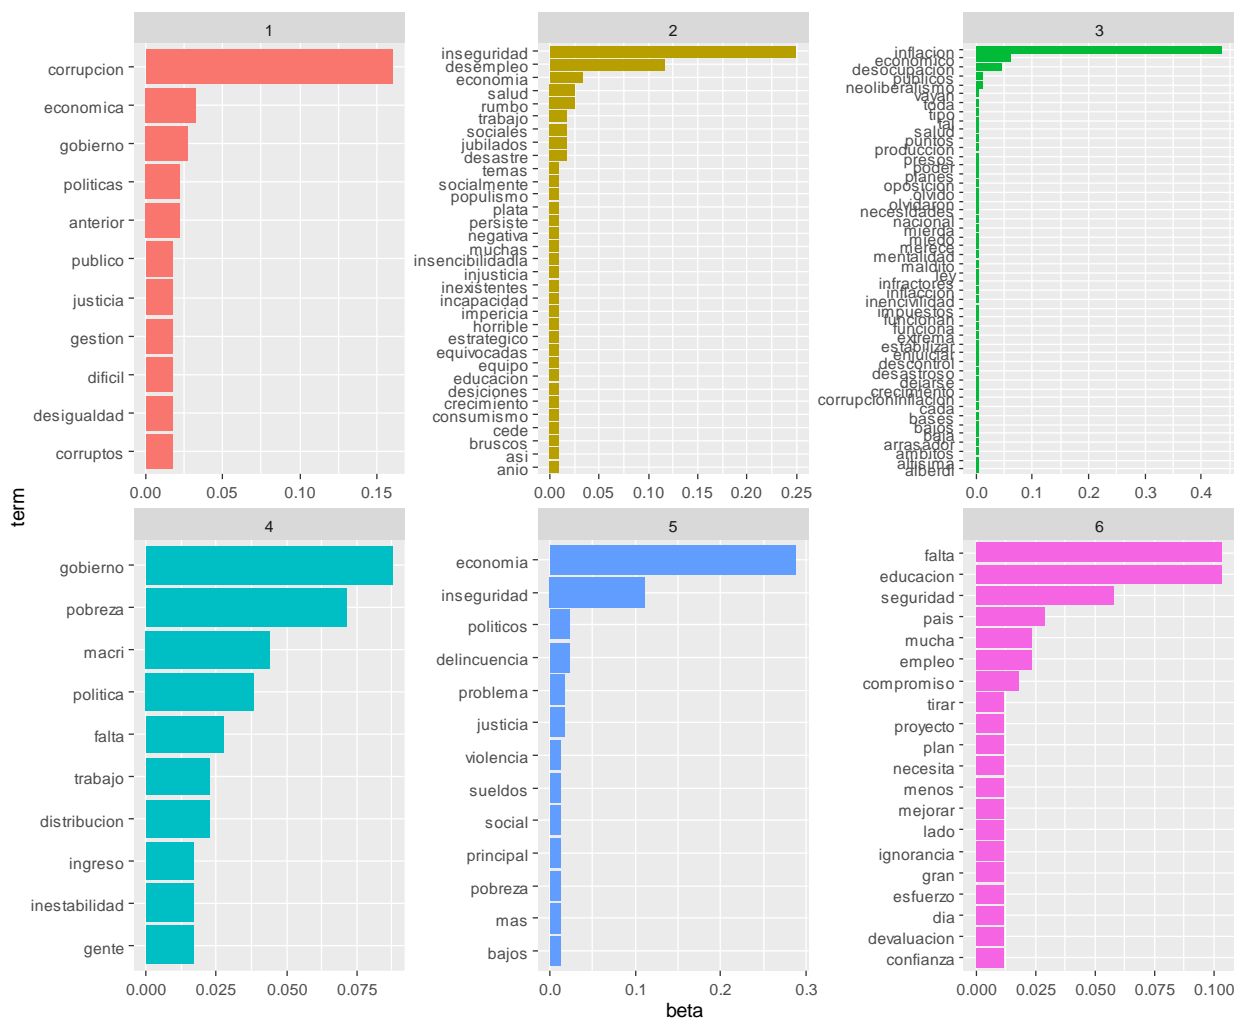 1
corrupcion
economica
gobierno
politicas
anterior
publico
justicia
gestion
dificil
desigualdad
corruptos
0.00 0.05 0.10 0.15
2
inseguridad
desempleo
economia
salud
rumbo
trabajo
sociales
jubilados
desastre
temas
socialmente
populismo
plata
persiste
negativa
muchas
insencibilidadla
injusticia
inexistentes
incapacidad
impericia
horrible
estrategico
equivocadas
equipo
educacion
desiciones
crecimiento
consumismo
cede
bruscos
asi
anio
0.00 0.05 0.10 0.15 0.20 0.25
3
inflacion
economico
desocupacion
publicos
neoliberalismo
vayan
toda
tipo
tal
salud
puntos
produccion
presos
poder
planes
oposicion
olvido
olvidaron
necesidades
nacional
mierda
miedo
merece
mentalidad
maldito
ley
infractores
inflaccion
inencivilidad
impuestos
funcionan
funciona
extrema
estabilizar
enjuiciar
descontrol
desastroso
dejarse
crecimiento
corrupcioninflacion
cada
bases
bajos
baja
arrasador
ambitos
altisima
alberdi
0.0 0.1 0.2 0.3 0.4
term
4
gobierno
pobreza
macri
politica
falta
trabajo
distribucion
ingreso
inestabilidad
gente
0.000 0.025 0.050 0.075
5
economia
inseguridad
politicos
delincuencia
problema
justicia
violencia
sueldos
social
principal
pobreza
mas
bajos
0.0 0.1 0.2 0.3
6
falta
educacion
seguridad
pais
mucha
empleo
compromiso
tirar
proyecto
plan
necesita
menos
mejorar
lado
ignorancia
gran
esfuerzo
dia
devaluacion
confianza
0.000 0.025 0.050 0.075 0.100
beta